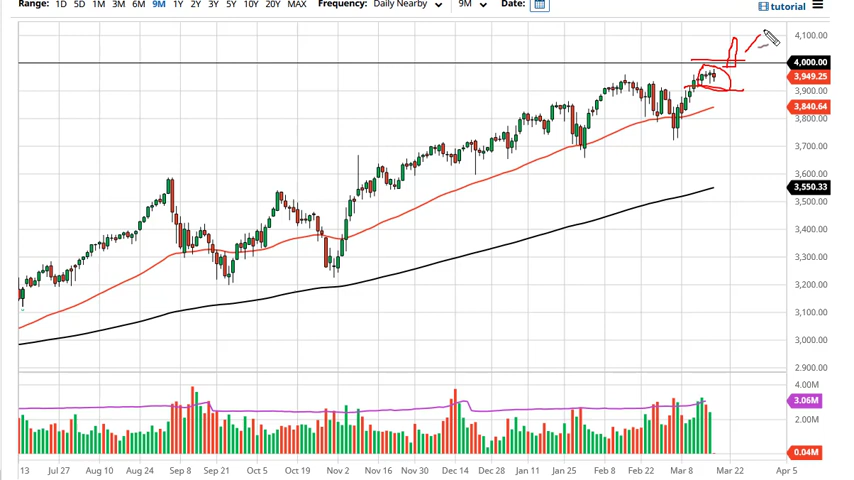 Range: 1D 5D 1M 3M 6M 9M 1Y 2Y 3Y 5Y 10Y 20Y MAX Frequency: Daily Nearby 9M Date: tutorial
4,100.00
4,000.00
3,949.25
3,900.00
3,840.64
3,800.00
3,700.00
3,600.00
3,550.33
3,500.00
3,400.00
3,300.00
3,200.00
3,100.00
3,000.00
2,900.00
4.00M
3.06M
2.00M
0.04M
13 Jul 27 Aug 10 Aug 24 Sep 8 Sep 21 Oct 5 Oct 19 Nov 2 Nov 16 Nov 30 Dec 14 Dec 28 Jan 11 Jan 25 Feb 8 Feb 22 Mar 8 Mar 22 Apr 5